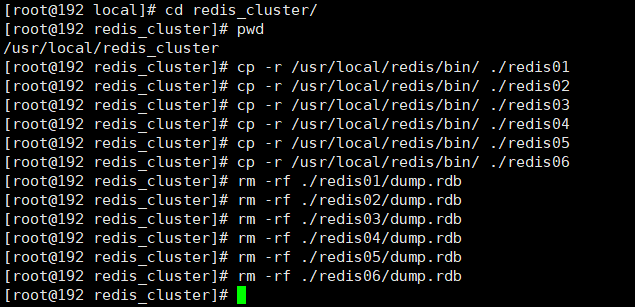 [root@192 local]# cd redis_cluster/
[root@192 redis_cluster]# pwd
/usr/local/redis_cluster
[root@192 redis_cluster]# cp -r /usr/local/redis/bin/ ./redis01
[root@192 redis_cluster]# cp -r /usr/local/redis/bin/ ./redis02
[root@192 redis_cluster]# cp -r /usr/local/redis/bin/ ./redis03
[root@192 redis_cluster]# cp -r /usr/local/redis/bin/ ./redis04
[root@192 redis_cluster]# cp -r /usr/local/redis/bin/ ./redis05
[root@192 redis_cluster]# cp -r /usr/local/redis/bin/ ./redis06
[root@192 redis_cluster]# rm -rf ./redis01/dump.rdb
[root@192 redis_cluster]# rm -rf ./redis02/dump.rdb
[root@192 redis_cluster]# rm -rf ./redis03/dump.rdb
[root@192 redis_cluster]# rm -rf ./redis04/dump.rdb
[root@192 redis_cluster]# rm -rf ./redis05/dump.rdb
[root@192 redis_cluster]# rm -rf ./redis06/dump.rdb
[root@192 redis_cluster]#